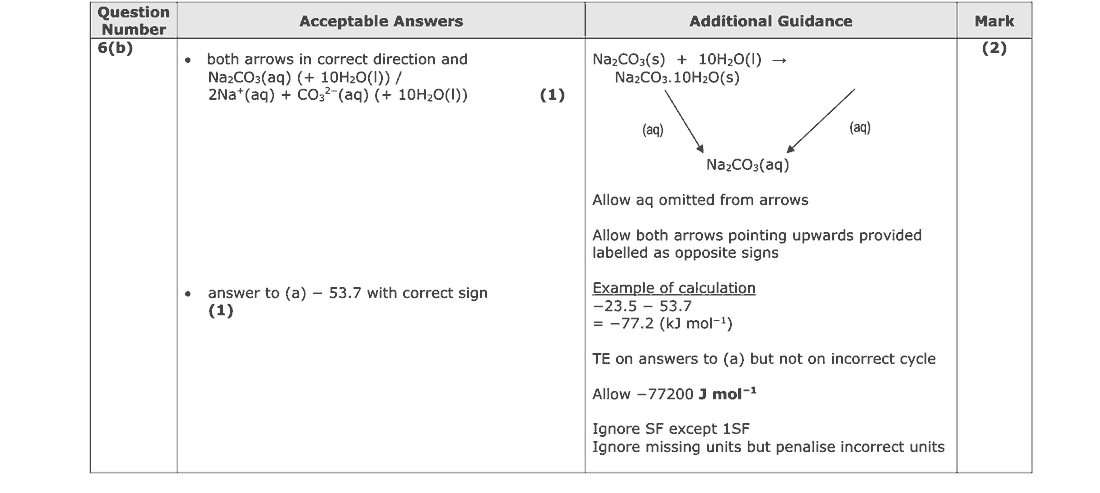 Question Number
Acceptable Answers
Additional Guidance
Mark
6(b)
• both arrows in correct direction and
Na₂CO₃(aq) (+ 10H₂O(l)) /
2Na⁺(aq) + CO₃²⁻(aq) (+ 10H₂O(l)) (1)
Na₂CO₃(s) + 10H₂O(l) →
Na₂CO₃.10H₂O(s)
(2)
(aq)
(aq)
Na₂CO₃(aq)
Allow aq omitted from arrows
Allow both arrows pointing upwards provided
labelled as opposite signs
• answer to (a) − 53.7 with correct sign
(1)
Example of calculation
−23.5 − 53.7
= −77.2 (kJ mol⁻¹)
TE on answers to (a) but not on incorrect cycle
Allow −77200 J mol⁻¹
Ignore SF except 1SF
Ignore missing units but penalise incorrect units